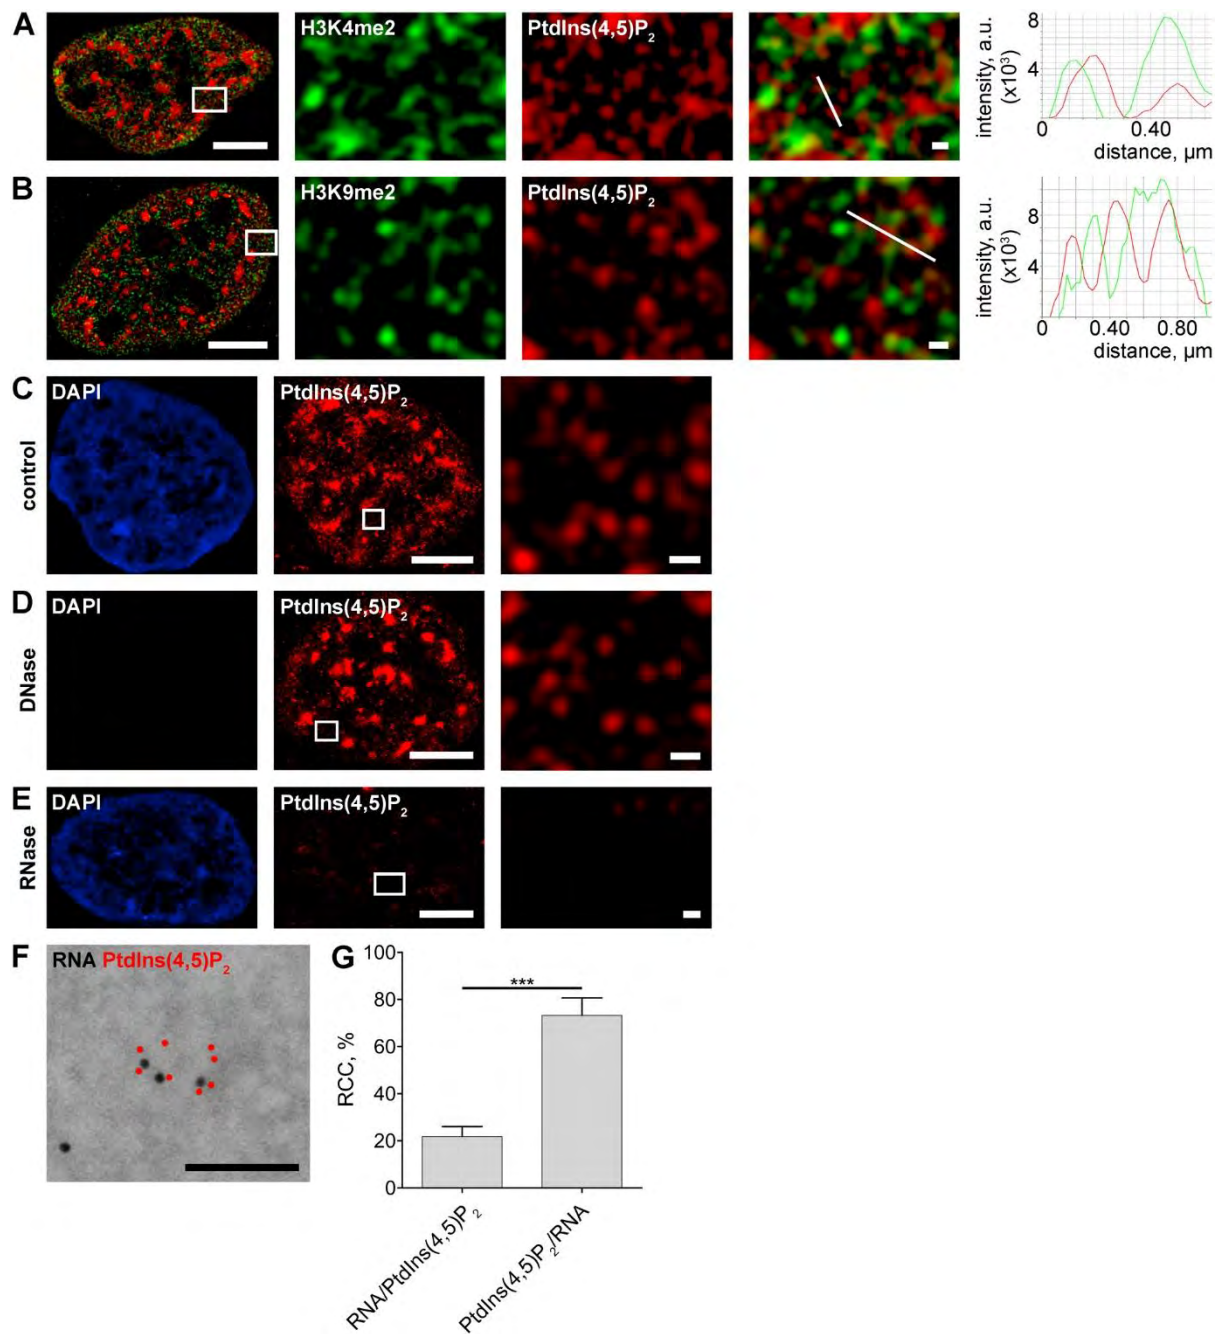 A
H3K4me2
PtdIns(4,5)P2
intensity, a.u.
(x10³)
8
4
0
0.40
distance, µm
B
H3K9me2
PtdIns(4,5)P2
intensity, a.u.
(x10³)
8
4
0
0.40
0.80
distance, µm
C
control
DAPI
PtdIns(4,5)P2
D
DNase
DAPI
PtdIns(4,5)P2
E
RNase
DAPI
PtdIns(4,5)P2
F
RNA PtdIns(4,5)P2
G
RCC, %
100
80
60
40
20
0
***
RNA/PtdIns(4,5)P2
PtdIns(4,5)P2/RNA